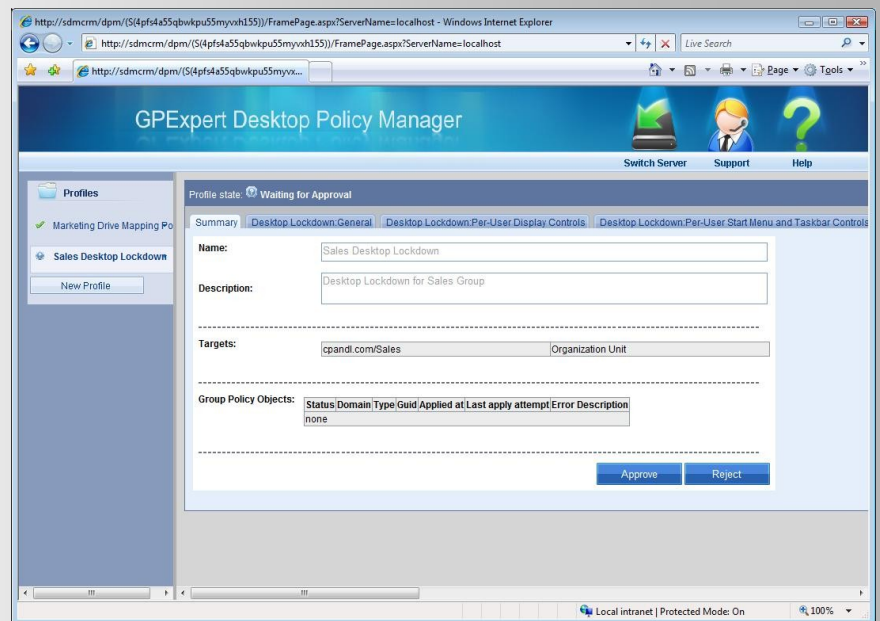 http://sdmcrm/dpm/(S(4pfs4a55qbwkpu55myvxh155))/FramePage.aspx?ServerName=localhost - Windows Internet Explorer
http://sdmcrm/dpm/(S(4pfs4a55qbwkpu55myvxh155))/FramePage.aspx?ServerName=localhost
Live Search
http://sdmcrm/dpm/(S(4pfs4a55qbwkpu55myvx...
Page
Tools
GPExpert Desktop Policy Manager
Switch Server
Support
Help
Profiles
Marketing Drive Mapping Po
Sales Desktop Lockdown
New Profile
Profile state: Waiting for Approval
Summary
Desktop Lockdown:General
Desktop Lockdown:Per-User Display Controls
Desktop Lockdown:Per-User Start Menu and Taskbar Controls
Name:
Sales Desktop Lockdown
Description:
Desktop Lockdown for Sales Group
Targets:
cpandl.com/Sales
Organization Unit
Group Policy Objects:
Status Domain Type Guid Applied at Last apply attempt Error Description
none
Approve
Reject
Local intranet | Protected Mode: On
100%